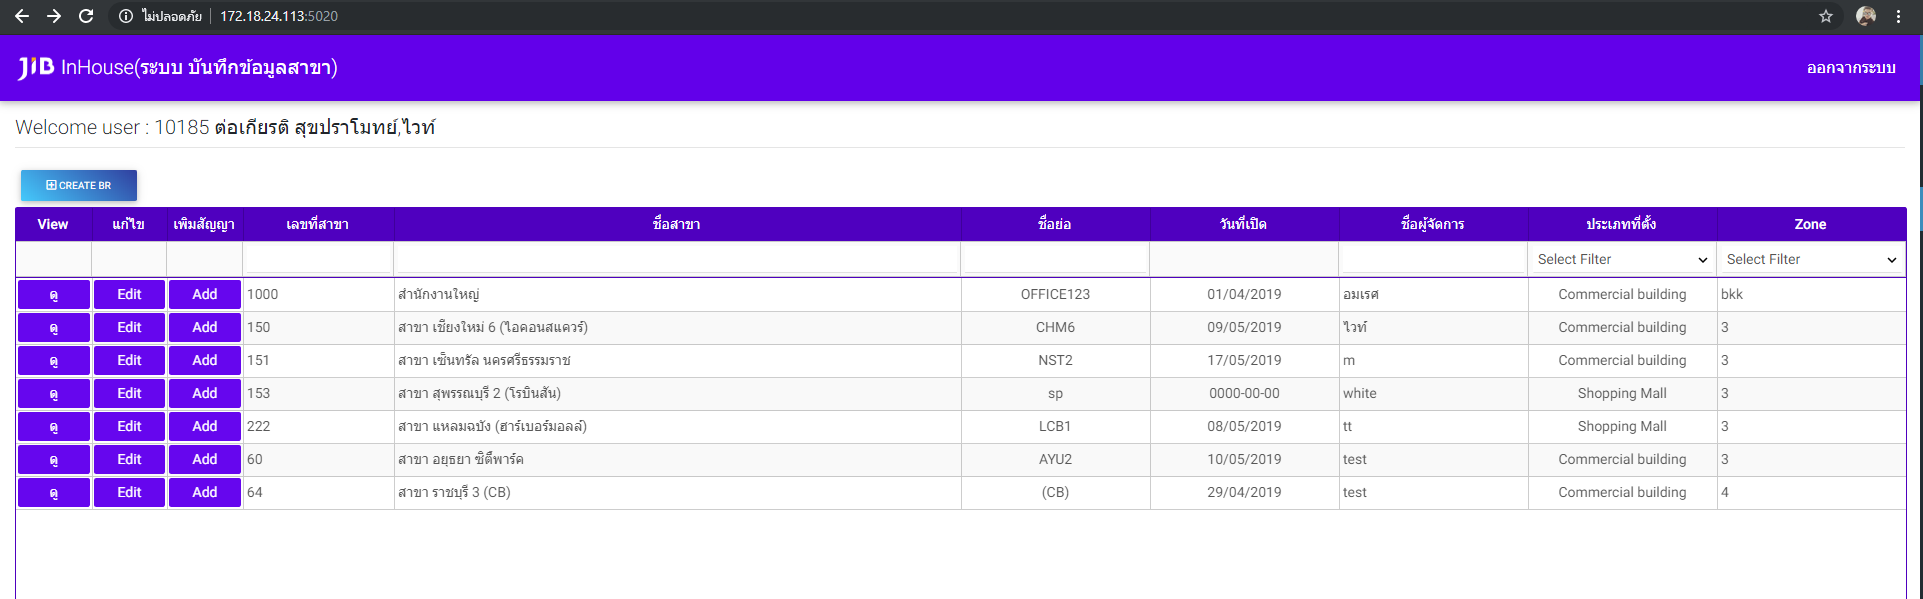 ไม่ปลอดภัย 172.18.24.113:5020
JIB InHouse(ระบบ บันทึกข้อมูลสาขา) ออกจากระบบ
Welcome user : 10185 ต่อเกียรติ สุขปราโมทย์,ไวท์
CREATE BR
View แก้ไข เพิ่มสัญญา เลขที่สาขา ชื่อสาขา ชื่อย่อ วันที่เปิด ชื่อผู้จัดการ ประเภทที่ตั้ง Zone
Select Filter Select Filter
ดู Edit Add 1000 สำนักงานใหญ่ OFFICE123 01/04/2019 อมเรศ Commercial building bkk
ดู Edit Add 150 สาขา เชียงใหม่ 6 (ไอคอนสแควร์) CHM6 09/05/2019 ไวท์ Commercial building 3
ดู Edit Add 151 สาขา เซ็นทรัล นครศรีธรรมราช NST2 17/05/2019 m Commercial building 3
ดู Edit Add 153 สาขา สุพรรณบุรี 2 (โรบินสัน) sp 0000-00-00 white Shopping Mall 3
ดู Edit Add 222 สาขา แหลมฉบัง (ฮาร์เบอร์มอลล์) LCB1 08/05/2019 tt Shopping Mall 3
ดู Edit Add 60 สาขา อยุธยา ซิตี้พาร์ค AYU2 10/05/2019 test Commercial building 3
ดู Edit Add 64 สาขา ราชบุรี 3 (CB) (CB) 29/04/2019 test Commercial building 4